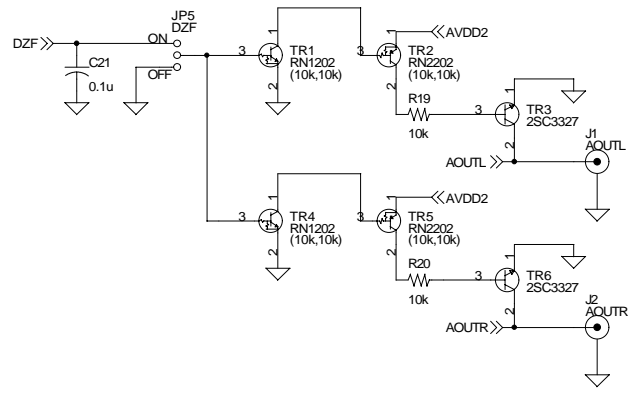 JP5
DZF
DZF
ON
OFF
C21
0.1u
1
3
2
TR1
RN1202
(10k,10k)
1
3
2
TR2
RN2202
(10k,10k)
AVDD2
R19
10k
1
3
2
TR3
2SC3327
AOUTL
J1
AOUTL
1
3
2
TR4
RN1202
(10k,10k)
1
3
2
TR5
RN2202
(10k,10k)
AVDD2
R20
10k
1
3
2
TR6
2SC3327
AOUTR
J2
AOUTR